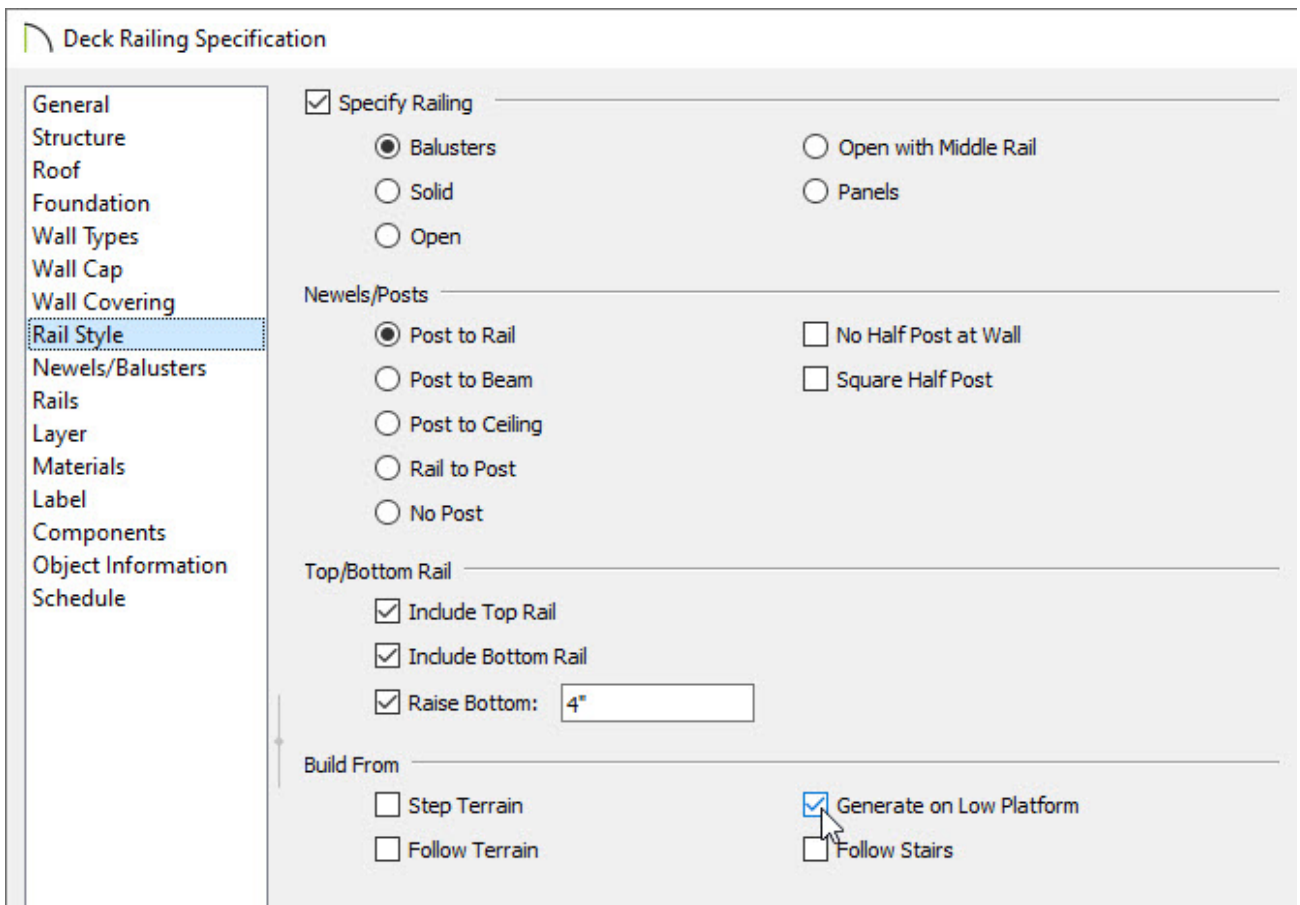 Deck Railing Specification
General
Structure
Roof
Foundation
Wall Types
Wall Cap
Wall Covering
Rail Style
Newels/Balusters
Rails
Layer
Materials
Label
Components
Object Information
Schedule
Specify Railing
Balusters
Open with Middle Rail
Solid
Panels
Open
Newels/Posts
Post to Rail
No Half Post at Wall
Post to Beam
Square Half Post
Post to Ceiling
Rail to Post
No Post
Top/Bottom Rail
Include Top Rail
Include Bottom Rail
Raise Bottom: 4"
Build From
Step Terrain
Generate on Low Platform
Follow Terrain
Follow Stairs